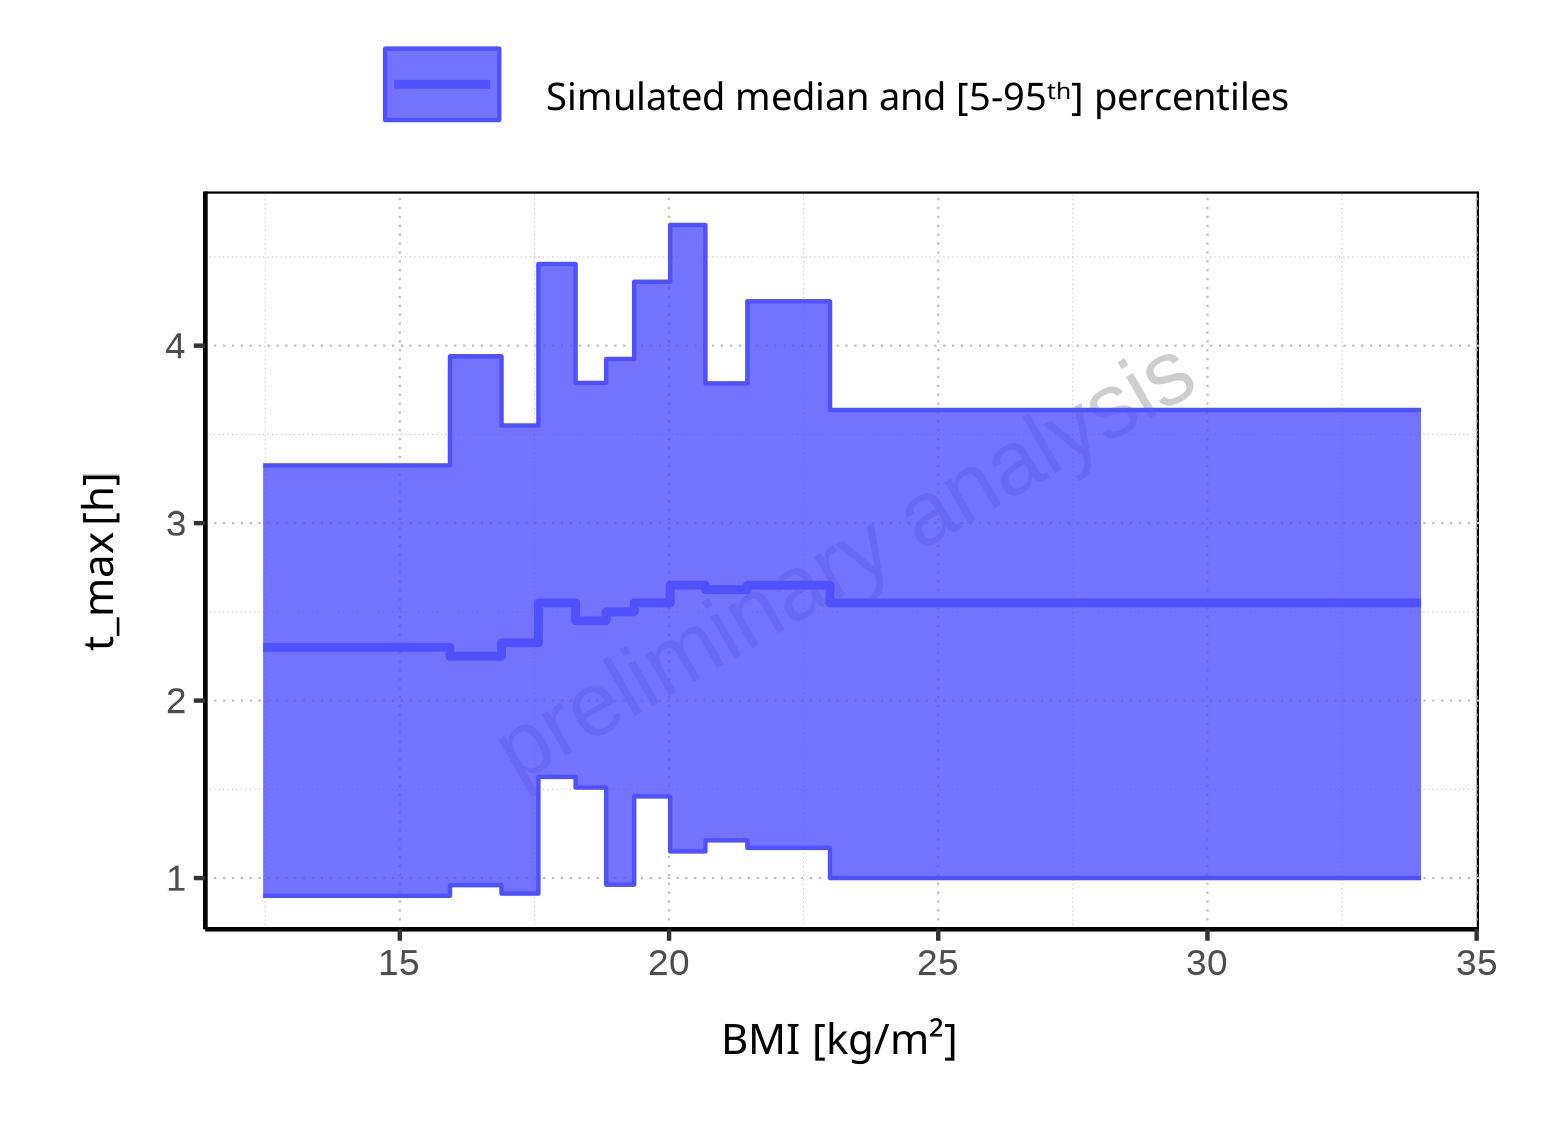 Simulated median and [5-95ᵗʰ] percentiles
4
3
2
1
t_max [h]
preliminary analysis
15 20 25 30 35
BMI [kg/m²]